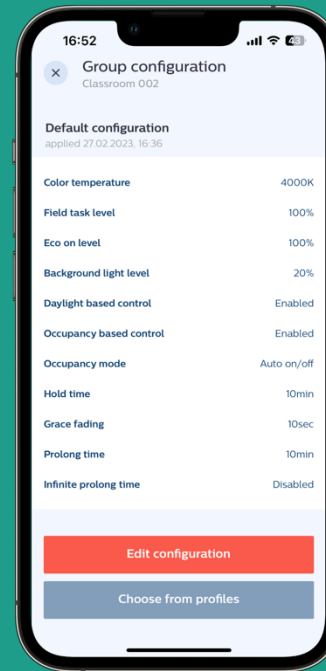 16:52
43
Group configuration
Classroom 002
Default configuration
applied 27.02.2023, 16:36
Color temperature 4000K
Field task level 100%
Eco on level 100%
Background light level 20%
Daylight based control Enabled
Occupancy based control Enabled
Occupancy mode Auto on/off
Hold time 10min
Grace fading 10sec
Prolong time 10min
Infinite prolong time Disabled
Edit configuration
Choose from profiles